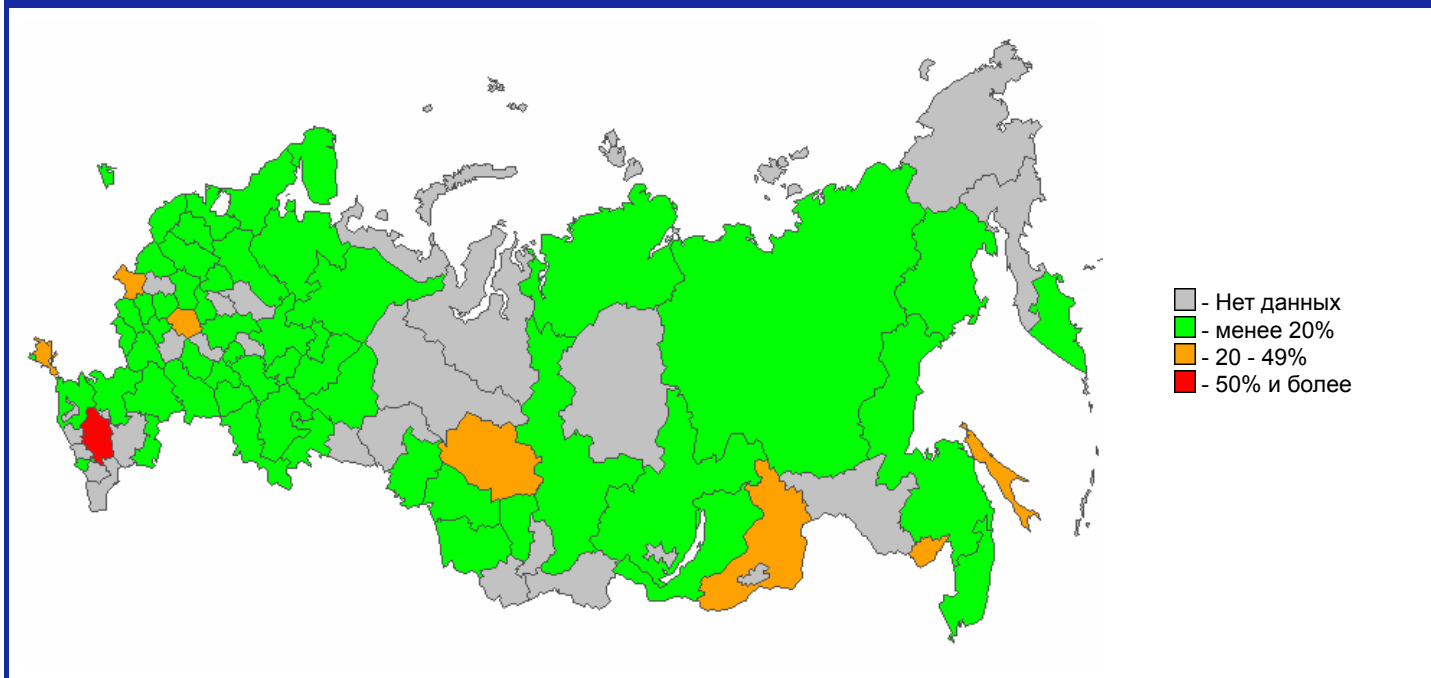 - Нет данных
- менее 20%
- 20 - 49%
- 50% и более